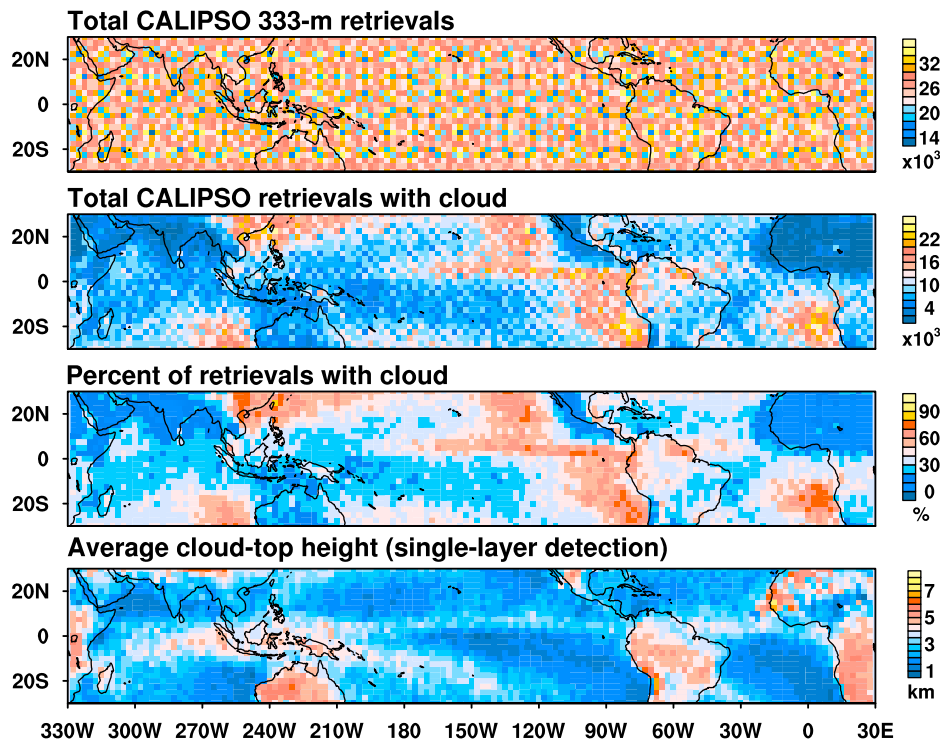 Total CALIPSO 333-m retrievals
20N
0
20S
32
26
20
14
x10³
Total CALIPSO retrievals with cloud
20N
0
20S
22
16
10
4
x10³
Percent of retrievals with cloud
20N
0
20S
90
60
30
0
%
Average cloud-top height (single-layer detection)
20N
0
20S
7
5
3
1
km
330W 300W 270W 240W 210W 180W 150W 120W 90W 60W 30W 0 30E